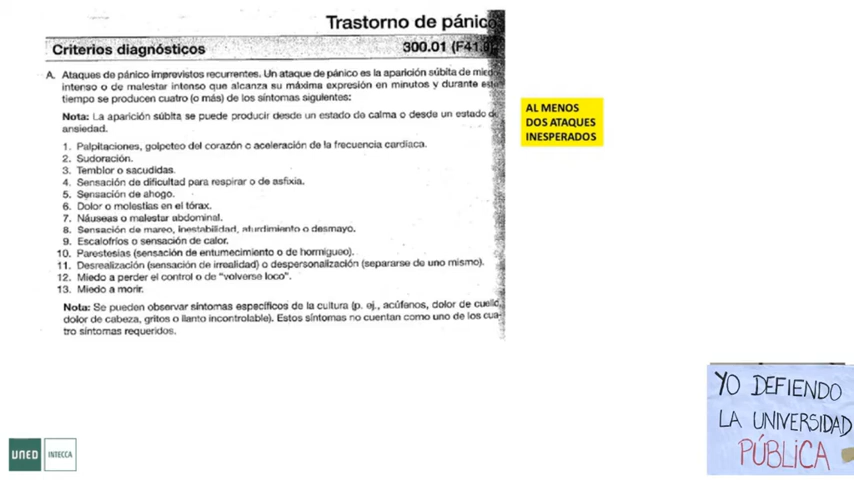 Trastorno de pánico
Criterios diagnósticos 300.01 (F41.0)
A. Ataques de pánico imprevistos recurrentes. Un ataque de pánico es la aparición súbita de miedo
intenso o de malestar intenso que alcanza su máxima expresión en minutos y durante este
tiempo se producen cuatro (o más) de los síntomas siguientes:
Nota: La aparición súbita se puede producir desde un estado de calma o desde un estado de
ansiedad.
1. Palpitaciones, golpeteo del corazón o aceleración de la frecuencia cardíaca.
2. Sudoración.
3. Temblor o sacudidas.
4. Sensación de dificultad para respirar o de asfixia.
5. Sensación de ahogo.
6. Dolor o molestias en el tórax.
7. Náuseas o malestar abdominal.
8. Sensación de mareo, inestabilidad, aturdimiento o desmayo.
9. Escalofríos o sensación de calor.
10. Parestesias (sensación de entumecimiento o de hormigueo).
11. Desrealización (sensación de irrealidad) o despersonalización (separarse de uno mismo).
12. Miedo a perder el control o de "volverse loco".
13. Miedo a morir.
Nota: Se pueden observar síntomas específicos de la cultura (p. ej., acúfenos, dolor de cuello,
dolor de cabeza, gritos o llanto incontrolable). Estos síntomas no cuentan como uno de los cua-
tro síntomas requeridos.
AL MENOS
DOS ATAQUES
INESPERADOS
YO DEFIENDO
LA UNIVERSIDAD
PÚBLICA
UNED INTECCA